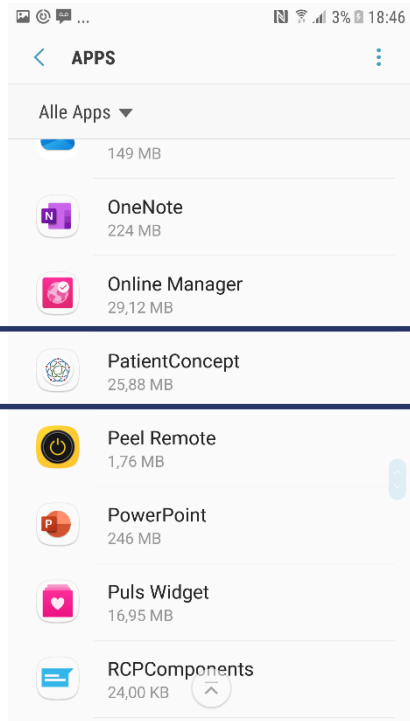 ... 3% 18:46
APPS
Alle Apps
149 MB
OneNote
224 MB
N
Online Manager
29,12 MB
PatientConcept
25,88 MB
Peel Remote
1,76 MB
PowerPoint
246 MB
P
Puls Widget
16,95 MB
RCPComponents
24,00 KB